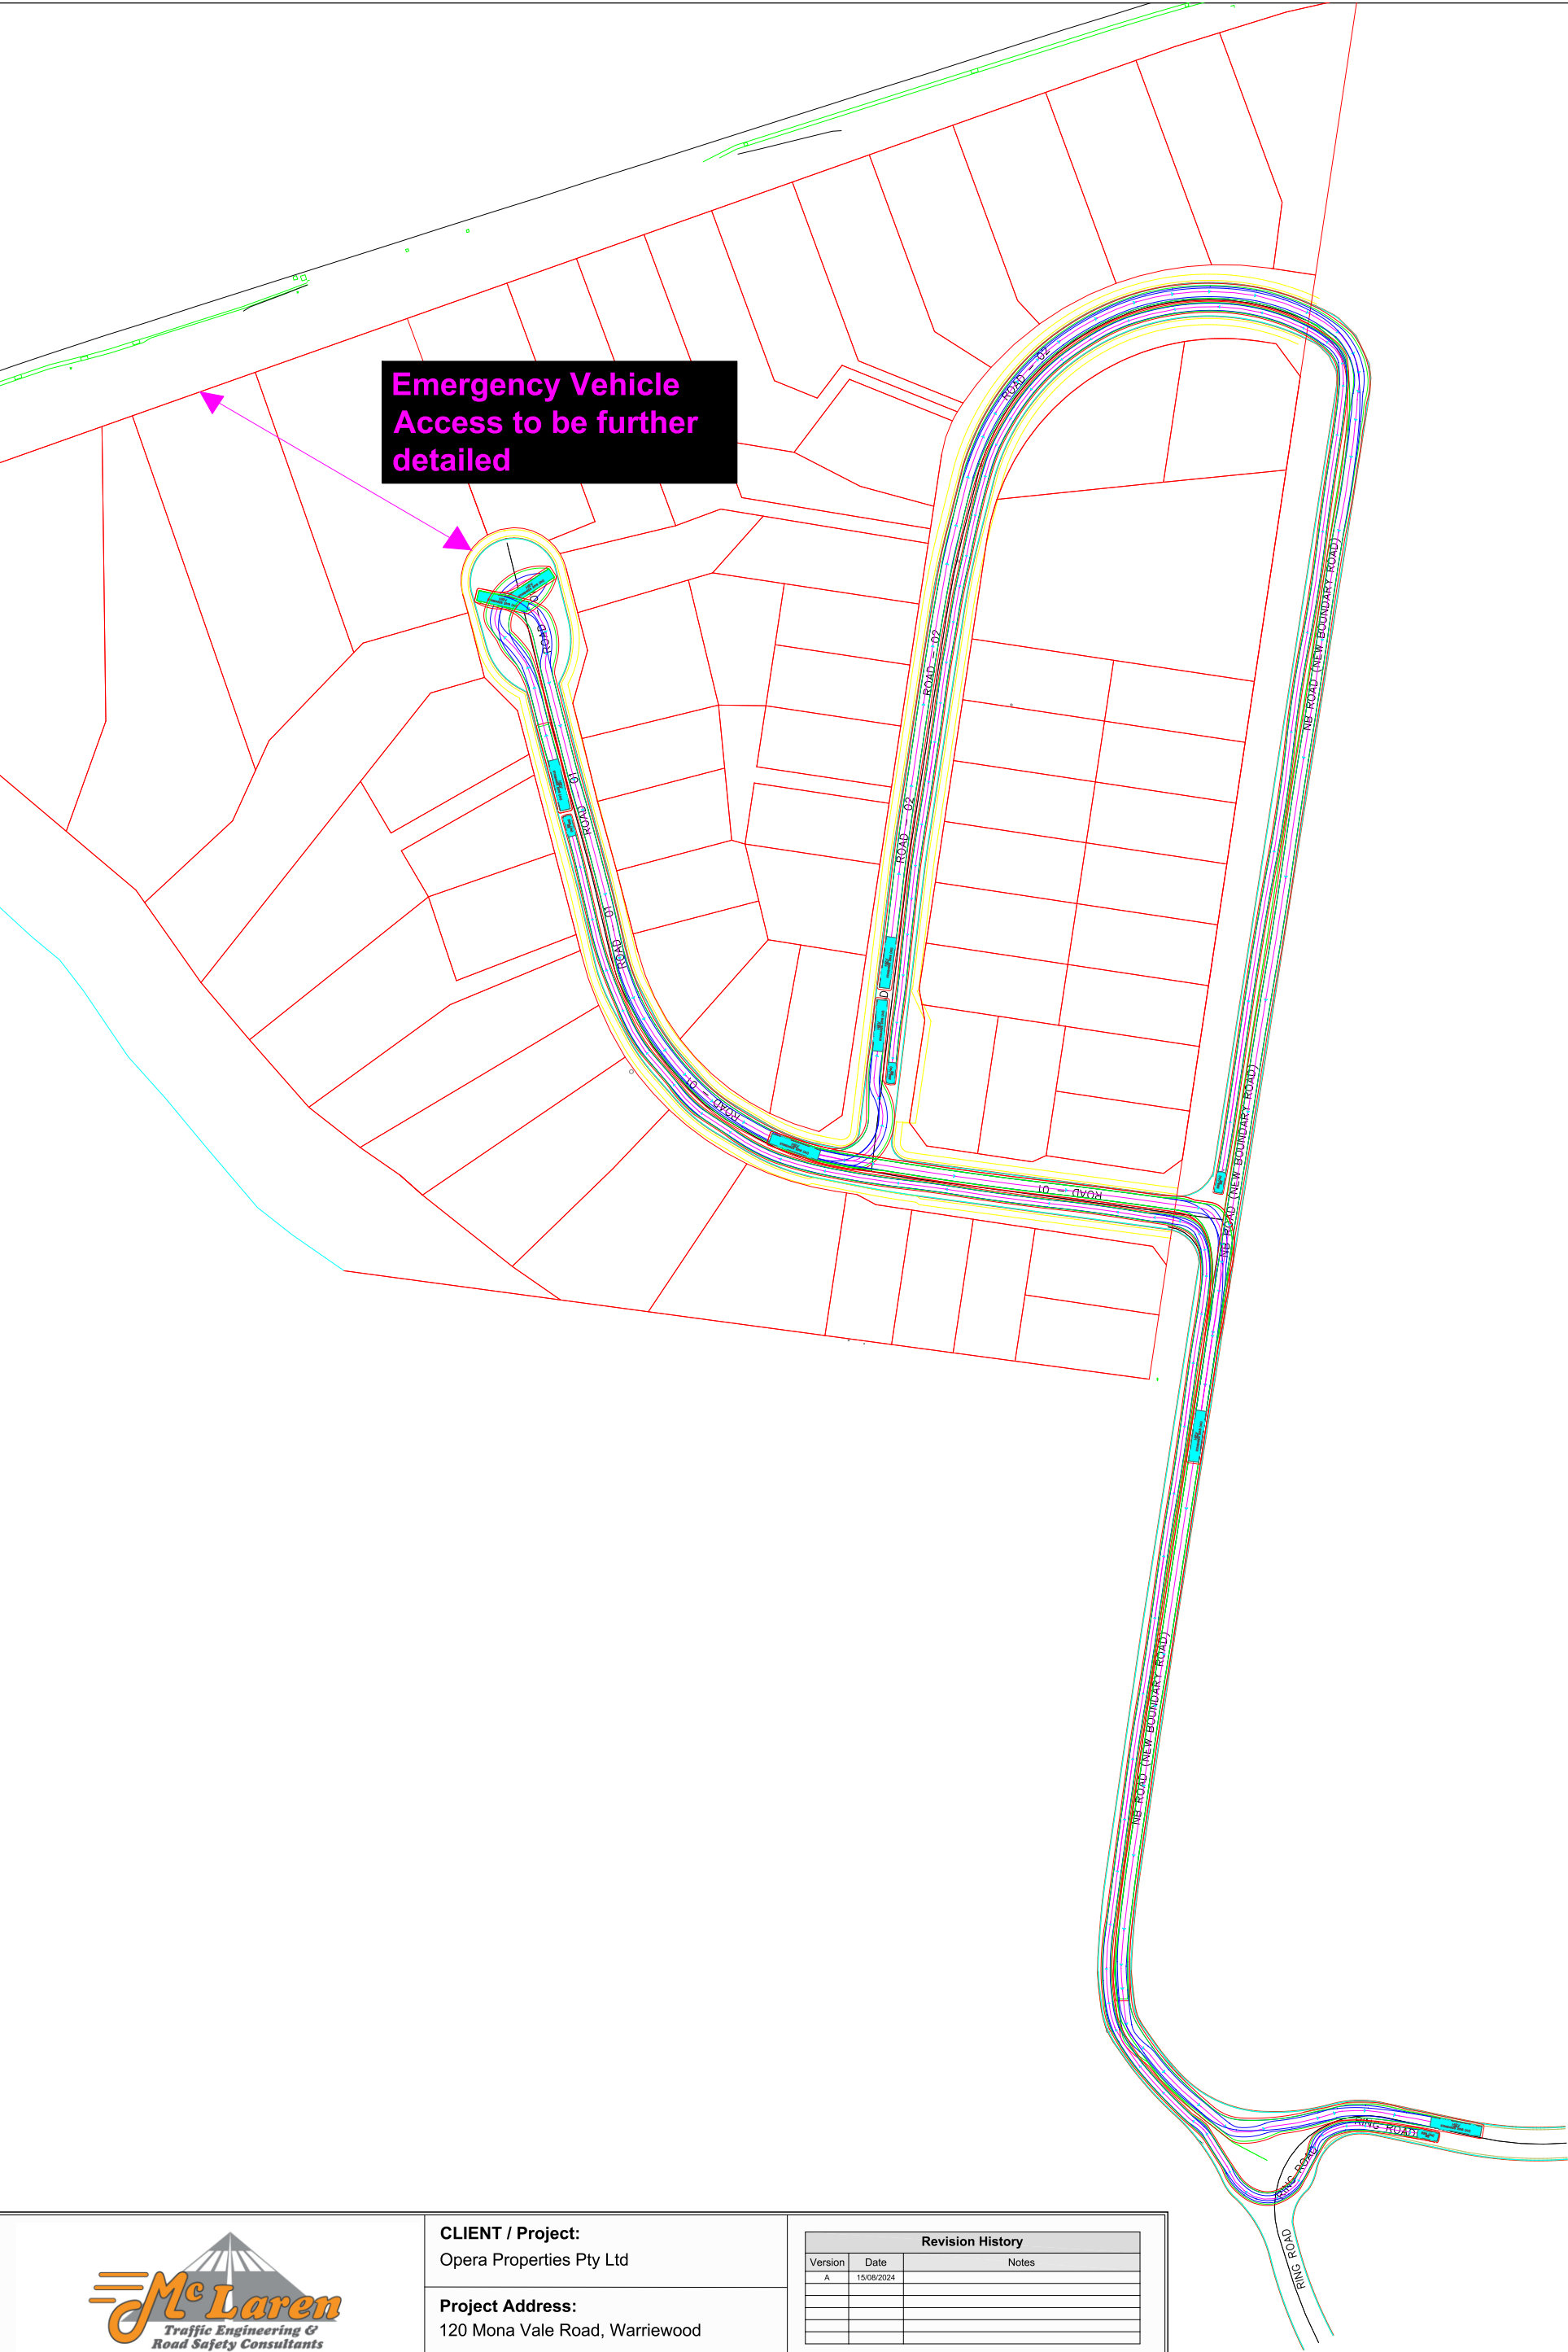 Emergency Vehicle
Access to be further
detailed
ROAD – 02
NB ROAD (NEW BOUNDARY ROAD)
ROAD
ROAD – 02
ROAD – 01
ROAD – 02
ROAD – 01
ROAD – 01
ROAD – 01
NB ROAD (NEW BOUNDARY ROAD)
NB ROAD (NEW BOUNDARY ROAD)
RING ROAD
RING ROAD
RING ROAD
McLaren
Traffic Engineering &
Road Safety Consultants
CLIENT / Project:
Opera Properties Pty Ltd
Project Address:
120 Mona Vale Road, Warriewood
Revision History
Version Date Notes
A 15/08/2024